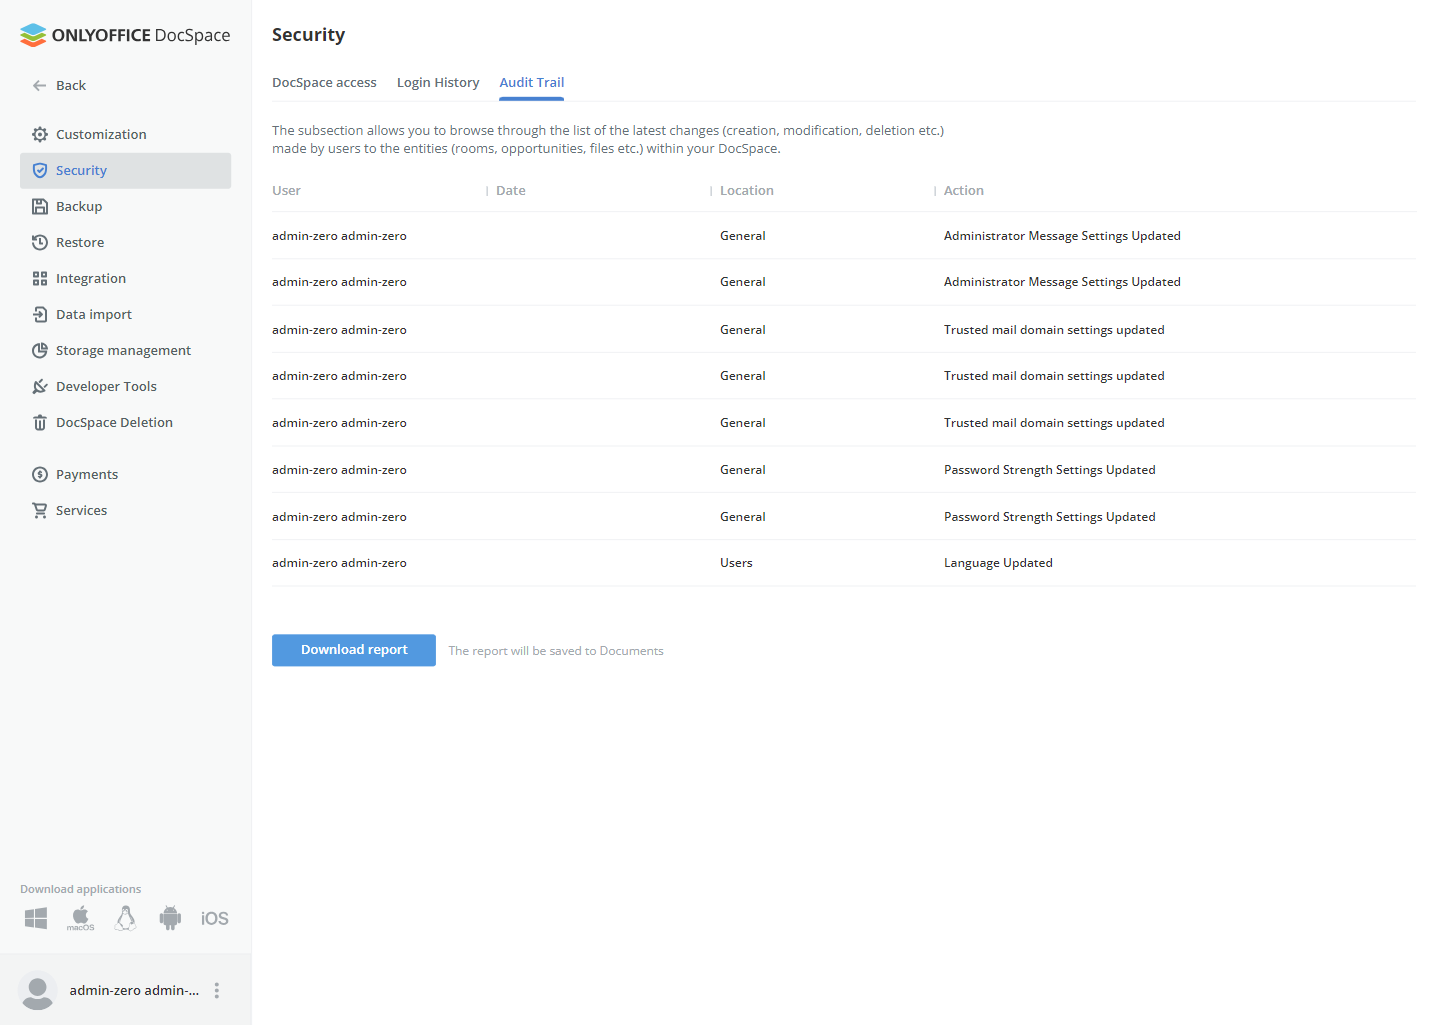 ONLYOFFICE DocSpace
Back
Customization
Security
Backup
Restore
Integration
Data import
Storage management
Developer Tools
DocSpace Deletion
Payments
Services
Download applications
macOS
iOS
admin-zero admin-...
Security
DocSpace access Login History Audit Trail
The subsection allows you to browse through the list of the latest changes (creation, modification, deletion etc.)
made by users to the entities (rooms, opportunities, files etc.) within your DocSpace.
User Date Location Action
admin-zero admin-zero General Administrator Message Settings Updated
admin-zero admin-zero General Administrator Message Settings Updated
admin-zero admin-zero General Trusted mail domain settings updated
admin-zero admin-zero General Trusted mail domain settings updated
admin-zero admin-zero General Trusted mail domain settings updated
admin-zero admin-zero General Password Strength Settings Updated
admin-zero admin-zero General Password Strength Settings Updated
admin-zero admin-zero Users Language Updated
Download report The report will be saved to Documents